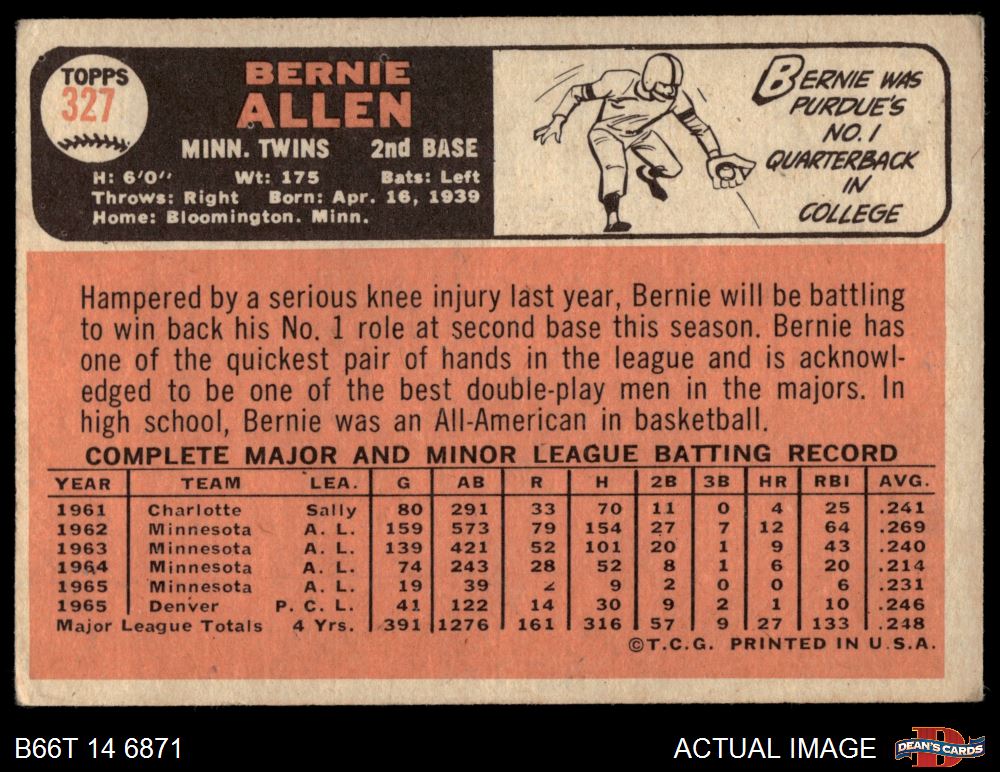 TOPPS
327
BERNIE
ALLEN
MINN. TWINS 2nd BASE
H: 6'0" Wt: 175 Bats: Left
Throws: Right Born: Apr. 16, 1939
Home: Bloomington. Minn.
BERNIE WAS
PURDUE'S
NO. 1
QUARTERBACK
IN
COLLEGE
Hampered by a serious knee injury last year, Bernie will be battling
to win back his No. 1 role at second base this season. Bernie has
one of the quickest pair of hands in the league and is acknowl-
edged to be one of the best double-play men in the majors. In
high school, Bernie was an All-American in basketball.
COMPLETE MAJOR AND MINOR LEAGUE BATTING RECORD
YEAR TEAM LEA. G AB R H 2B 3B HR RBI AVG.
1961 Charlotte Sally 80 291 33 70 11 0 4 25 .241
1962 Minnesota A. L. 159 573 79 154 27 7 12 64 .269
1963 Minnesota A. L. 139 421 52 101 20 1 9 43 .240
1964 Minnesota A. L. 74 243 28 52 8 1 6 20 .214
1965 Minnesota A. L. 19 39 2 9 2 0 0 6 .231
1965 Denver P. C. L. 41 122 14 30 9 2 1 10 .246
Major League Totals 4 Yrs. 391 1276 161 316 57 9 27 133 .248
©T.C.G. PRINTED IN U.S.A.
B66T 14 6871
ACTUAL IMAGE
DEAN'S CARDS